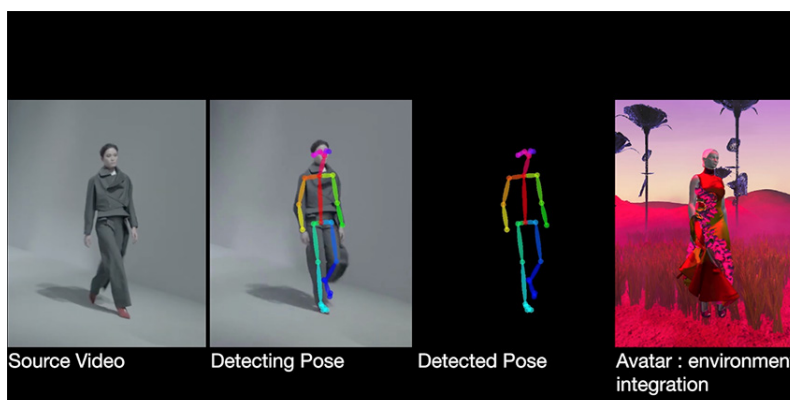 Source Video
Detecting Pose
Detected Pose
Avatar : environmen
integration